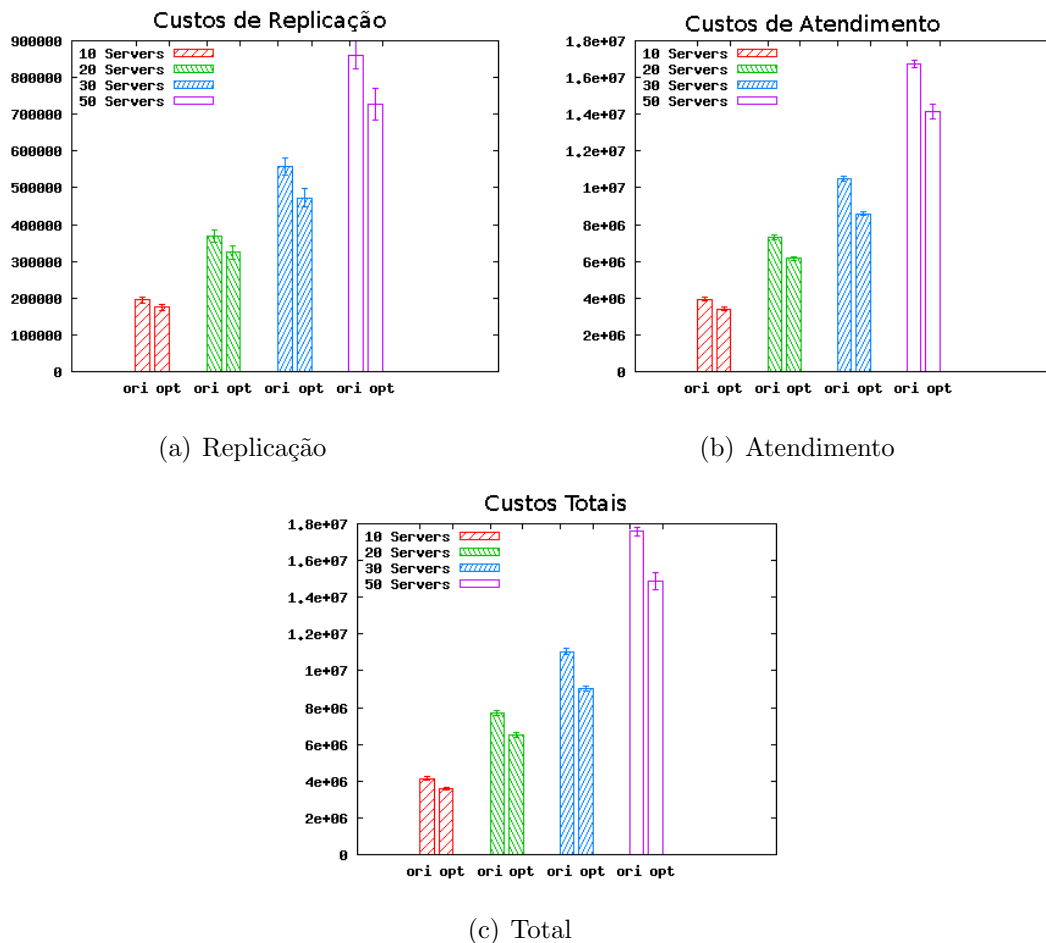 Custos de Replicação
900000
800000
700000
600000
500000
400000
300000
200000
100000
0
10 Servers
20 Servers
30 Servers
50 Servers
ori opt ori opt ori opt ori opt
(a) Replicação
Custos de Atendimento
1.8e+07
1.6e+07
1.4e+07
1.2e+07
1e+07
8e+06
6e+06
4e+06
2e+06
0
10 Servers
20 Servers
30 Servers
50 Servers
ori opt ori opt ori opt ori opt
(b) Atendimento
Custos Totais
1.8e+07
1.6e+07
1.4e+07
1.2e+07
1e+07
8e+06
6e+06
4e+06
2e+06
0
10 Servers
20 Servers
30 Servers
50 Servers
ori opt ori opt ori opt ori opt
(c) Total